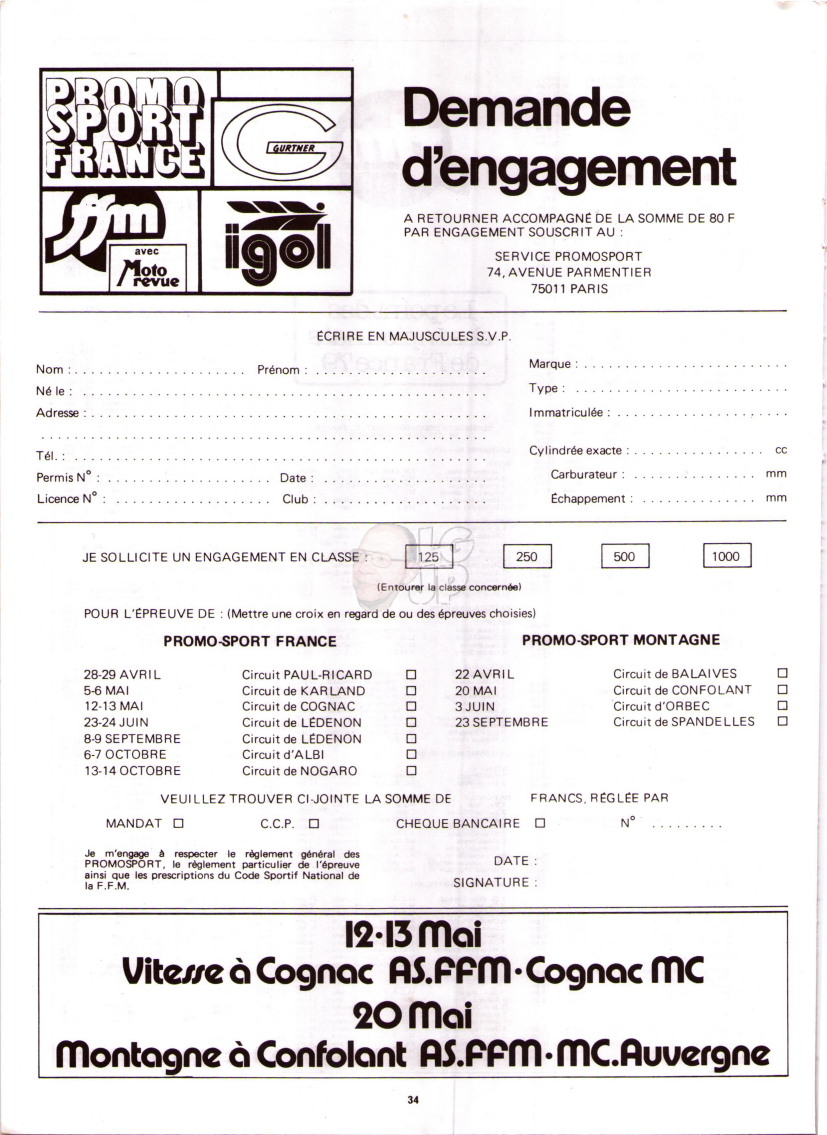 PROMO
SPORT
FRANCE
GURTNER
ffm
avec
Moto
revue
igol
Demande
d'engagement
A RETOURNER ACCOMPAGNÉ DE LA SOMME DE 80 F
PAR ENGAGEMENT SOUSCRIT AU :
SERVICE PROMOSPORT
74, AVENUE PARMENTIER
75011 PARIS
ÉCRIRE EN MAJUSCULES S.V.P.
Nom : . . . . . . . . . . . . . . . . . . . . Prénom : . . . . . . . . . . . . . . . . . . . .
Né le : . . . . . . . . . . . . . . . . . . . .
Adresse : . . . . . . . . . . . . . . . . . . . .
. . . . . . . . . . . . . . . . . . . .
Tél. : . . . . . . . . . . . . . . . . . . . .
Permis N° : . . . . . . . . . . . . . . . . . . . . Date : . . . . . . . . . . . . . . . . . . . .
Licence N° : . . . . . . . . . . . . . . . . . . . . Club : . . . . . . . . . . . . . . . . . . . .
Marque : . . . . . . . . . . . . . . . . . . . .
Type : . . . . . . . . . . . . . . . . . . . .
Immatriculée : . . . . . . . . . . . . . . . . . . . .
Cylindrée exacte : . . . . . . . . . . . . . . . . cc
Carburateur : . . . . . . . . . . . . . . . mm
Échappement : . . . . . . . . . . . . . . mm
JE SOLLICITE UN ENGAGEMENT EN CLASSE : 125 250 500 1000
(Entourer la classe concernée)
POUR L'ÉPREUVE DE : (Mettre une croix en regard de ou des épreuves choisies)
PROMO-SPORT FRANCE
28-29 AVRIL Circuit PAUL-RICARD □
5-6 MAI Circuit de KARLAND □
12-13 MAI Circuit de COGNAC □
23-24 JUIN Circuit de LÉDENON □
8-9 SEPTEMBRE Circuit de LÉDENON □
6-7 OCTOBRE Circuit d'ALBI □
13-14 OCTOBRE Circuit de NOGARO □
PROMO-SPORT MONTAGNE
22 AVRIL Circuit de BALAIVES □
20 MAI Circuit de CONFOLANT □
3 JUIN Circuit d'ORBEC □
23 SEPTEMBRE Circuit de SPANDELLES □
VEUILLEZ TROUVER CI-JOINTE LA SOMME DE FRANCS, RÉGLÉE PAR
MANDAT □ C.C.P. □ CHEQUE BANCAIRE □ N° . . . . . . . . .
Je m'engage à respecter le règlement général des
PROMOSPORT, le règlement particulier de l'épreuve
ainsi que les prescriptions du Code Sportif National de
la F.F.M.
DATE :
SIGNATURE :
12·13 Mai
Vitesse à Cognac AS.FFM·Cognac MC
20 Mai
Montagne à Confolant AS.FFM·MC.Auvergne
34